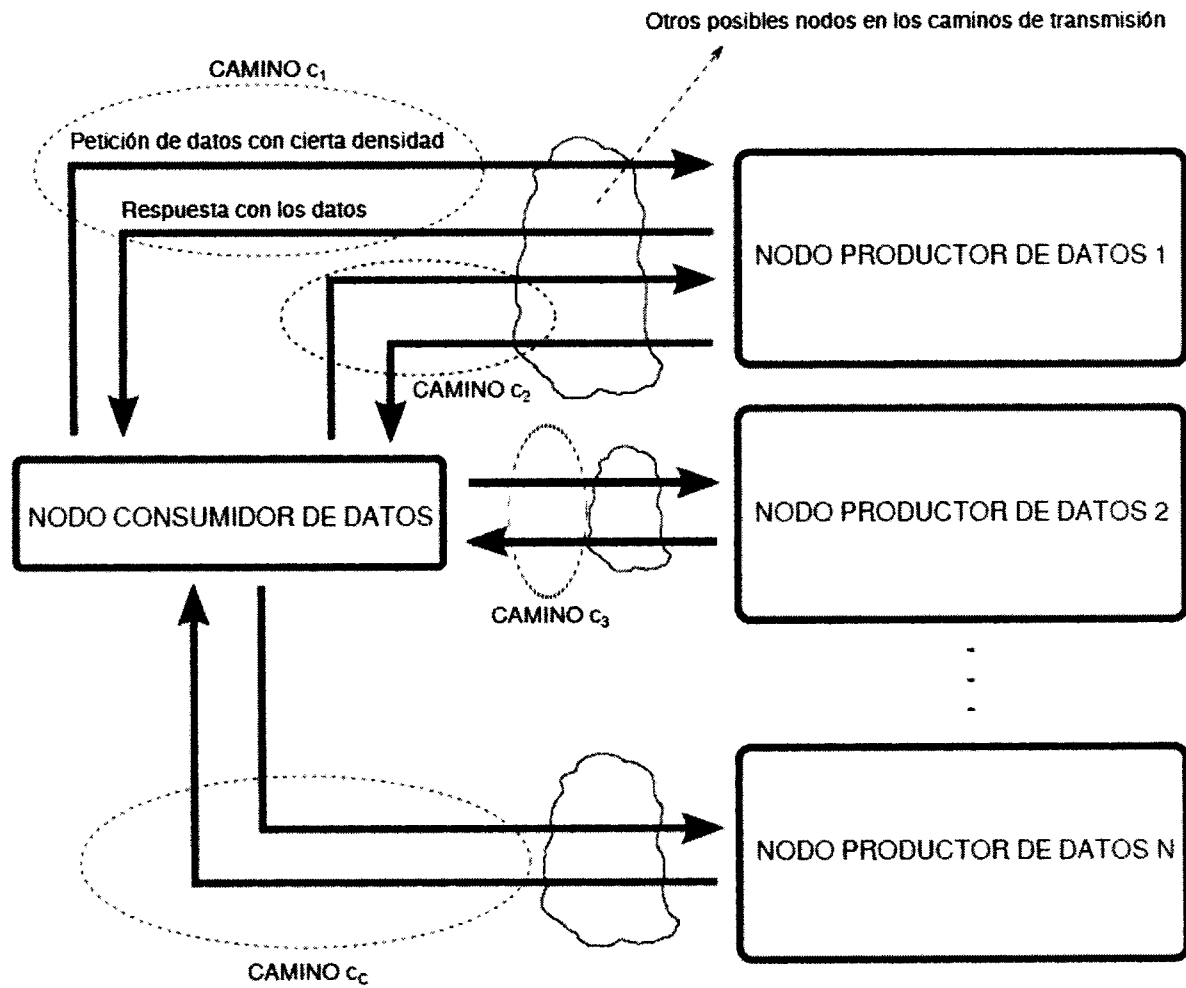 Otros posibles nodos en los caminos de transmisión
CAMINO c1
Petición de datos con cierta densidad
Respuesta con los datos
NODO PRODUCTOR DE DATOS 1
CAMINO c2
NODO CONSUMIDOR DE DATOS
NODO PRODUCTOR DE DATOS 2
CAMINO c3
NODO PRODUCTOR DE DATOS N
CAMINO cC